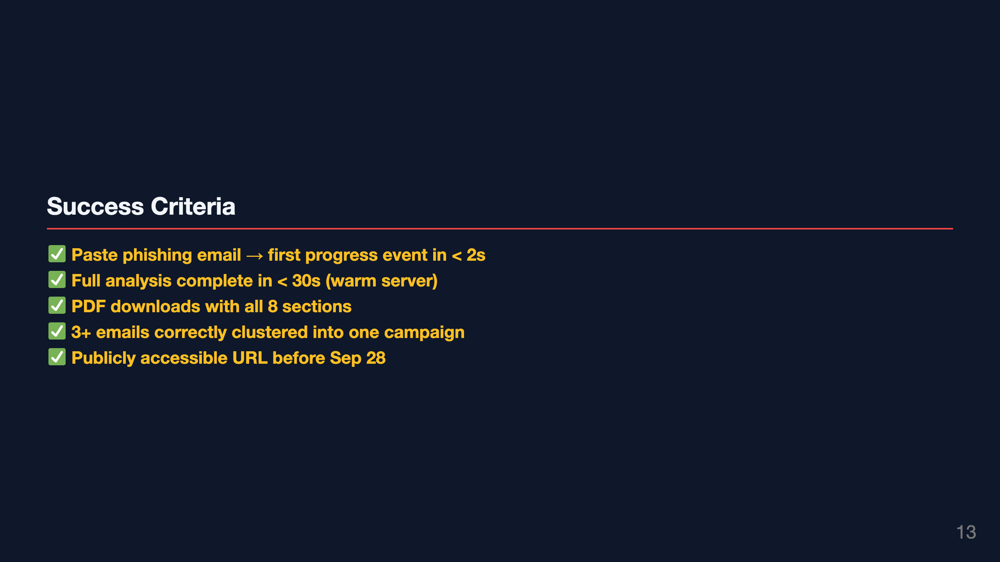 Success Criteria
✅ Paste phishing email → first progress event in < 2s
✅ Full analysis complete in < 30s (warm server)
✅ PDF downloads with all 8 sections
✅ 3+ emails correctly clustered into one campaign
✅ Publicly accessible URL before Sep 28
13